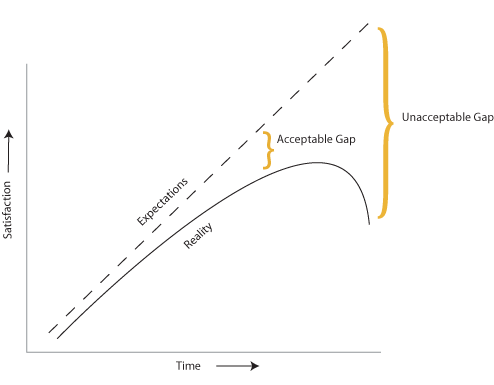 Unacceptable Gap
Acceptable Gap
Expectations
Reality
Satisfaction
Time